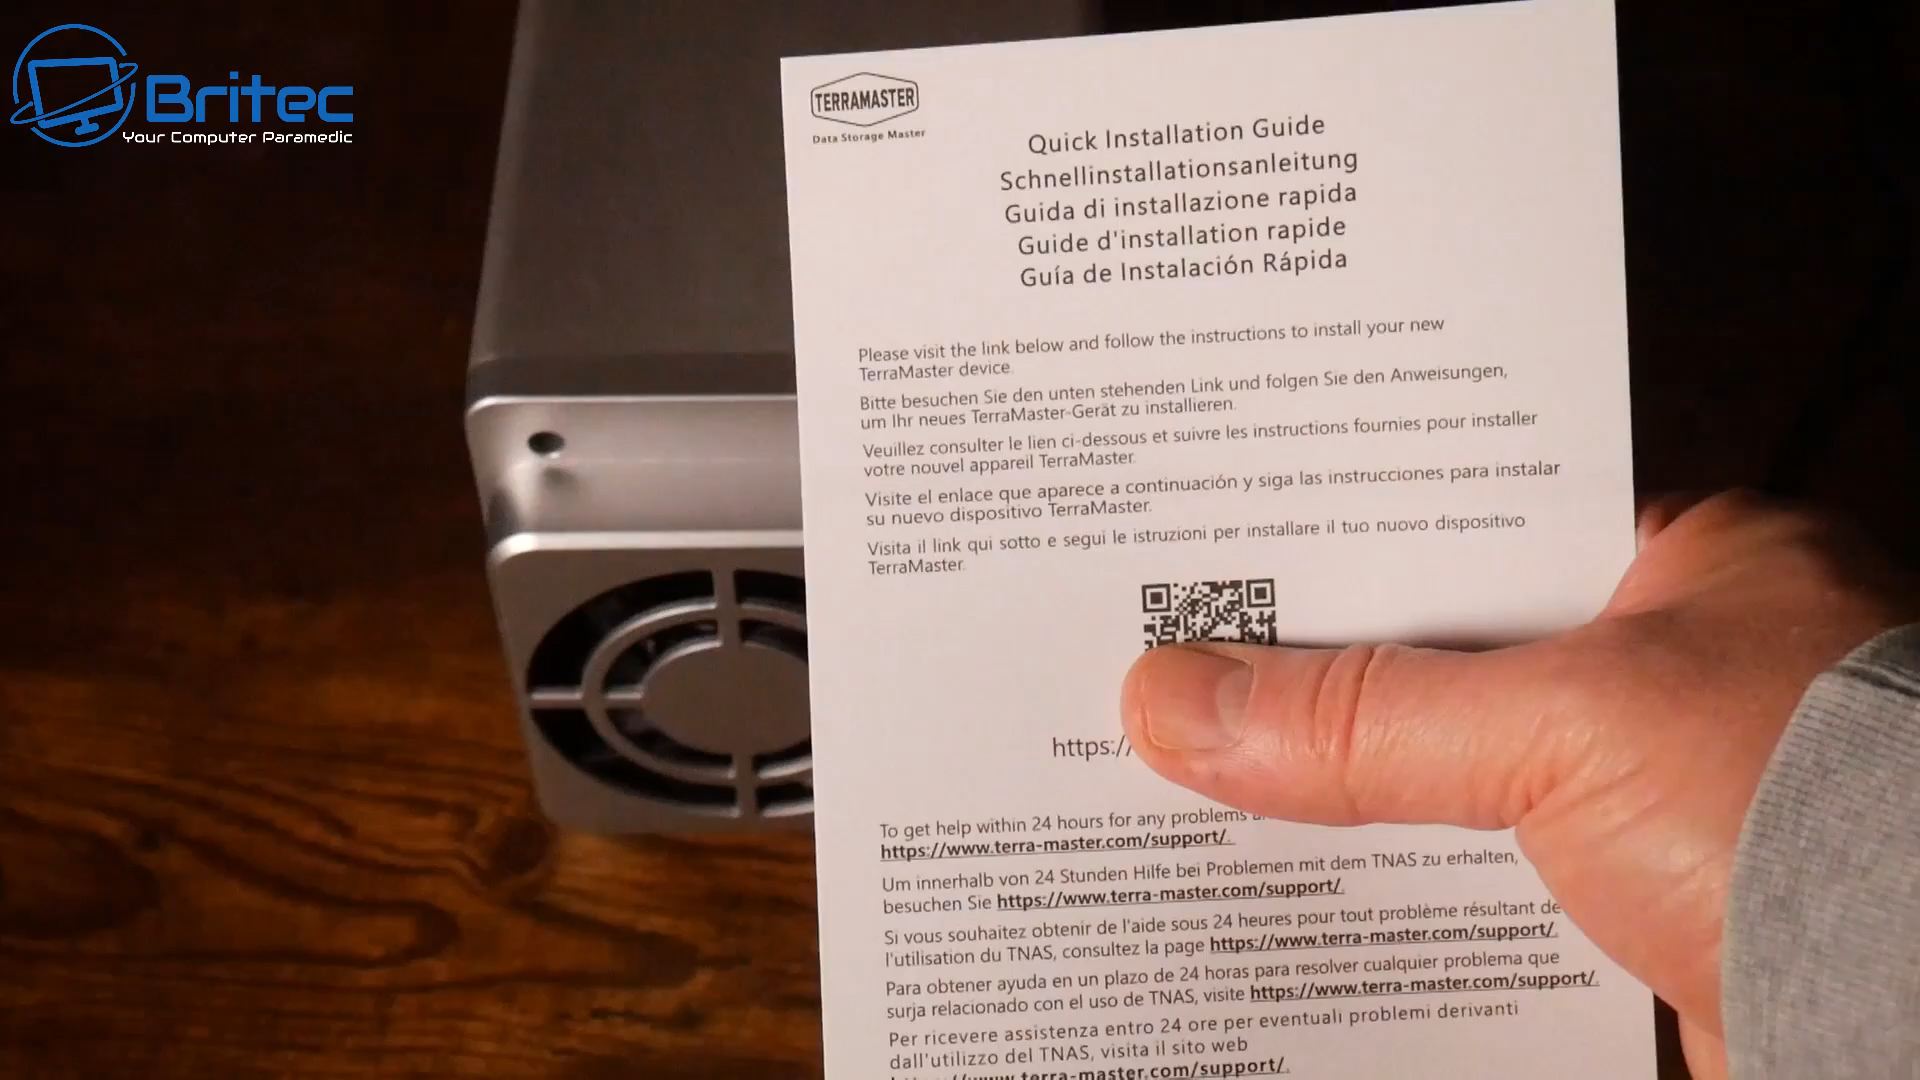 Britec
Your Computer Paramedic
TERRAMASTER
Data Storage Master
Quick Installation Guide
Schnellinstallationsanleitung
Guida di installazione rapida
Guide d'installation rapide
Guía de Instalación Rápida
Please visit the link below and follow the instructions to install your new
TerraMaster device.
Bitte besuchen Sie den unten stehenden Link und folgen Sie den Anweisungen,
um Ihr neues TerraMaster-Gerät zu installieren.
Veuillez consulter le lien ci-dessous et suivre les instructions fournies pour installer
votre nouvel appareil TerraMaster.
Visite el enlace que aparece a continuación y siga las instrucciones para instalar
su nuevo dispositivo TerraMaster.
Visita il link qui sotto e segui le istruzioni per installare il tuo nuovo dispositivo
TerraMaster.
https:/
To get help within 24 hours for any problems
https://www.terra-master.com/support/.
Um innerhalb von 24 Stunden Hilfe bei Problemen mit dem TNAS zu erhalten,
besuchen Sie https://www.terra-master.com/support/.
Si vous souhaitez obtenir de l'aide sous 24 heures pour tout problème résultant de
l'utilisation du TNAS, consultez la page https://www.terra-master.com/support/.
Para obtener ayuda en un plazo de 24 horas para resolver cualquier problema que
surja relacionado con el uso de TNAS, visite https://www.terra-master.com/support/.
Per ricevere assistenza entro 24 ore per eventuali problemi derivanti
dall'utilizzo del TNAS, visita il sito web
https://www.terra-master.com/support/.